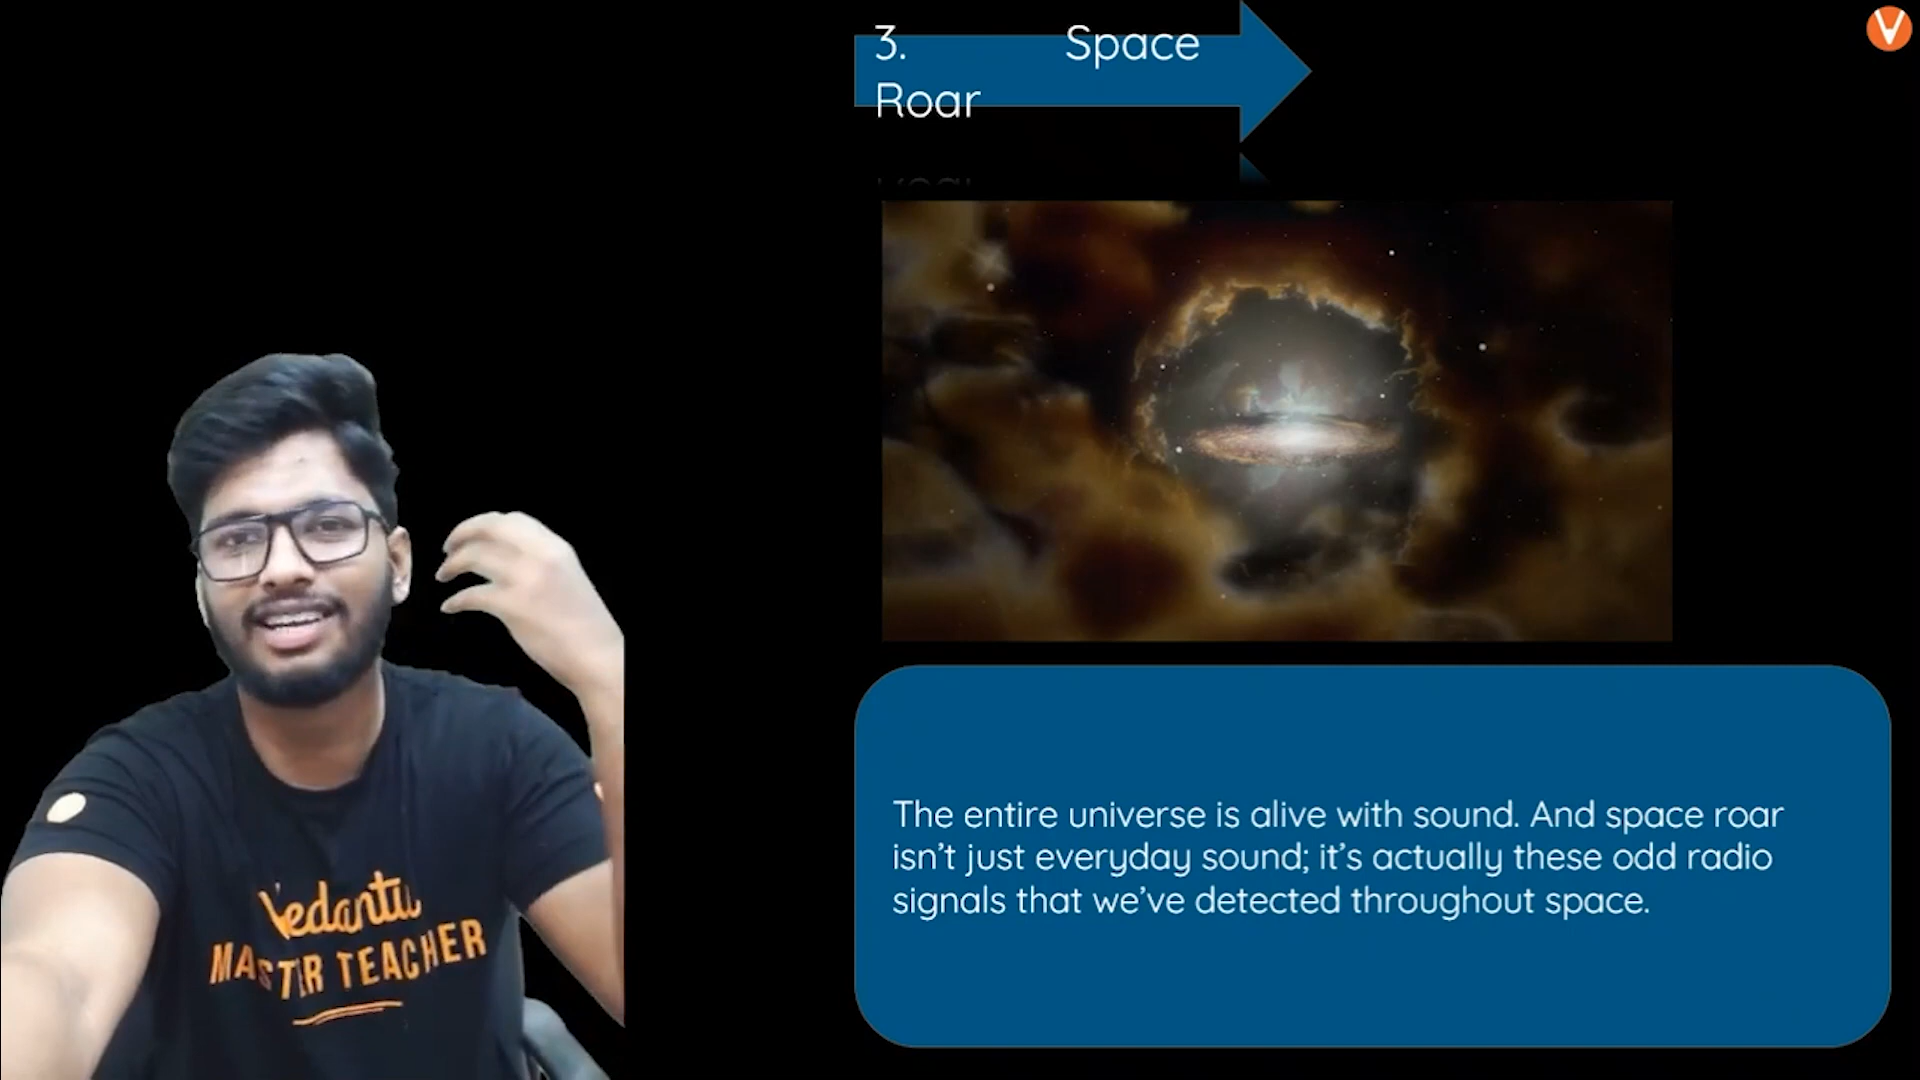 3. Space
Roar
The entire universe is alive with sound. And space roar
isn't just everyday sound; it's actually these odd radio
signals that we've detected throughout space.
Vedantu
MASTER TEACHER